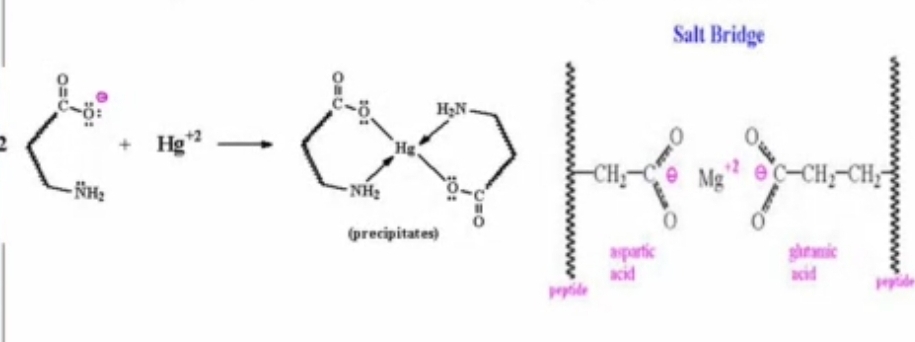 Salt Bridge
2
O
C
O
⊖
NH₂
+
Hg⁺²
O
C
O
NH₂
Hg
H₂N
O
C
O
(precipitates)
CH₂
C
O
O
⊖
Mg⁺²
⊖
O
O
C
CH₂
CH₂
aspartic
acid
glutamic
acid
peptide
peptide